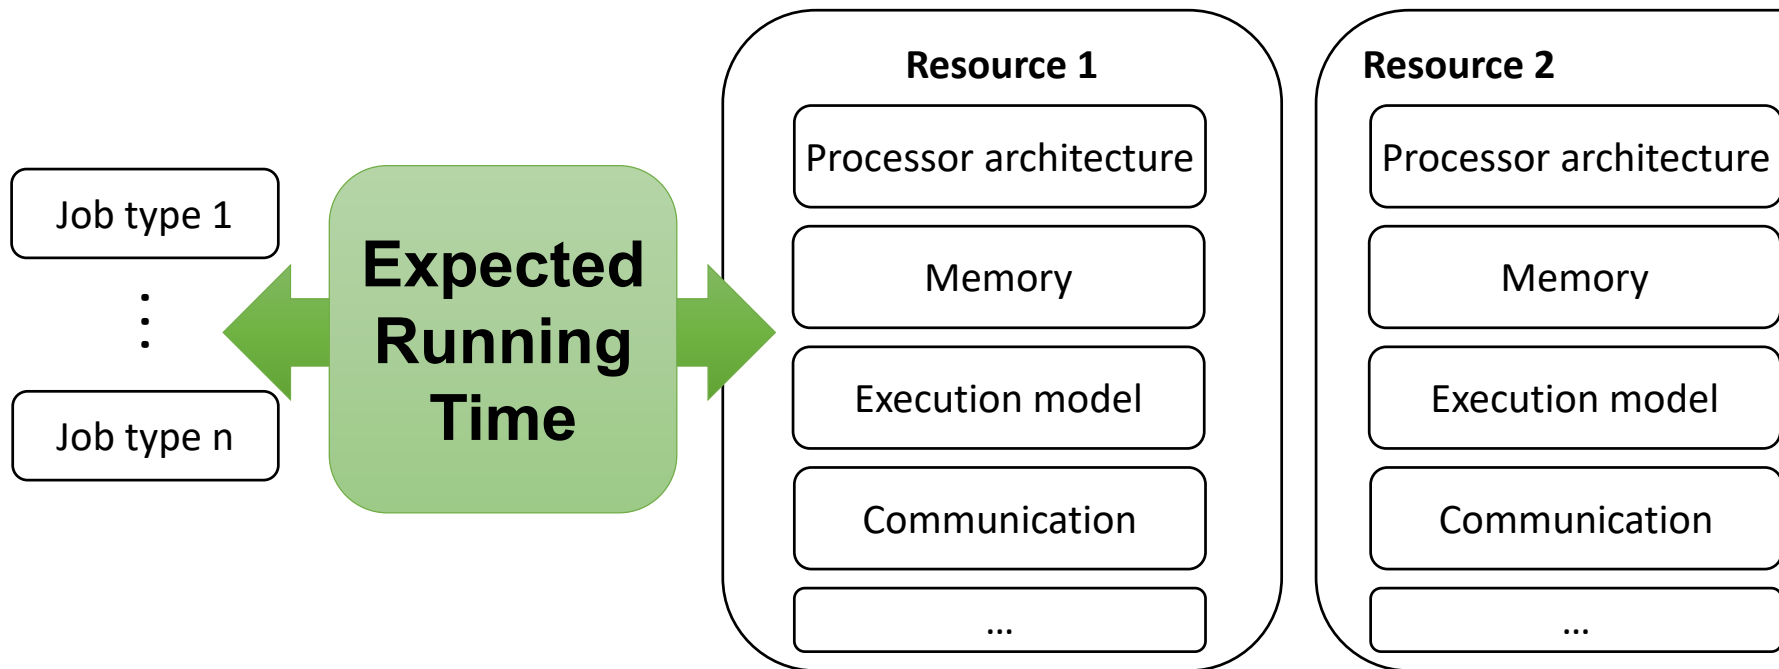 Job type 1
⋮
Job type n
Expected
Running
Time
Resource 1
Processor architecture
Memory
Execution model
Communication
...
Resource 2
Processor architecture
Memory
Execution model
Communication
...